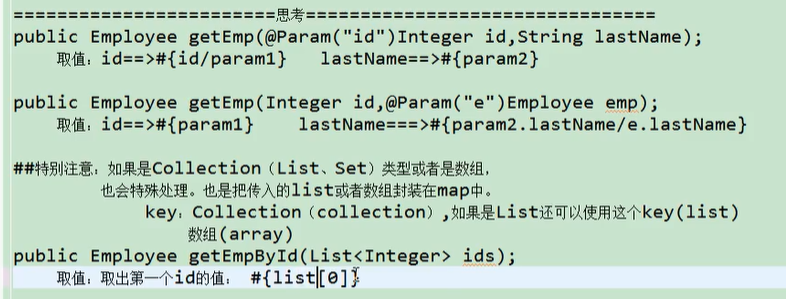 ========================思考================================
public Employee getEmp(@Param("id")Integer id,String lastName);
取值：id==>#{id/param1}   lastName==>#{param2}
public Employee getEmp(Integer id,@Param("e")Employee emp);
取值：id==>#{param1}    lastName===>#{param2.lastName/e.lastName}
##特别注意：如果是Collection（List、Set）类型或者是数组，
也会特殊处理。也是把传入的list或者数组封装在map中。
key：Collection（collection）,如果是List还可以使用这个key(list)
数组(array)
public Employee getEmpById(List<Integer> ids);
取值：取出第一个id的值：  #{list[0]}